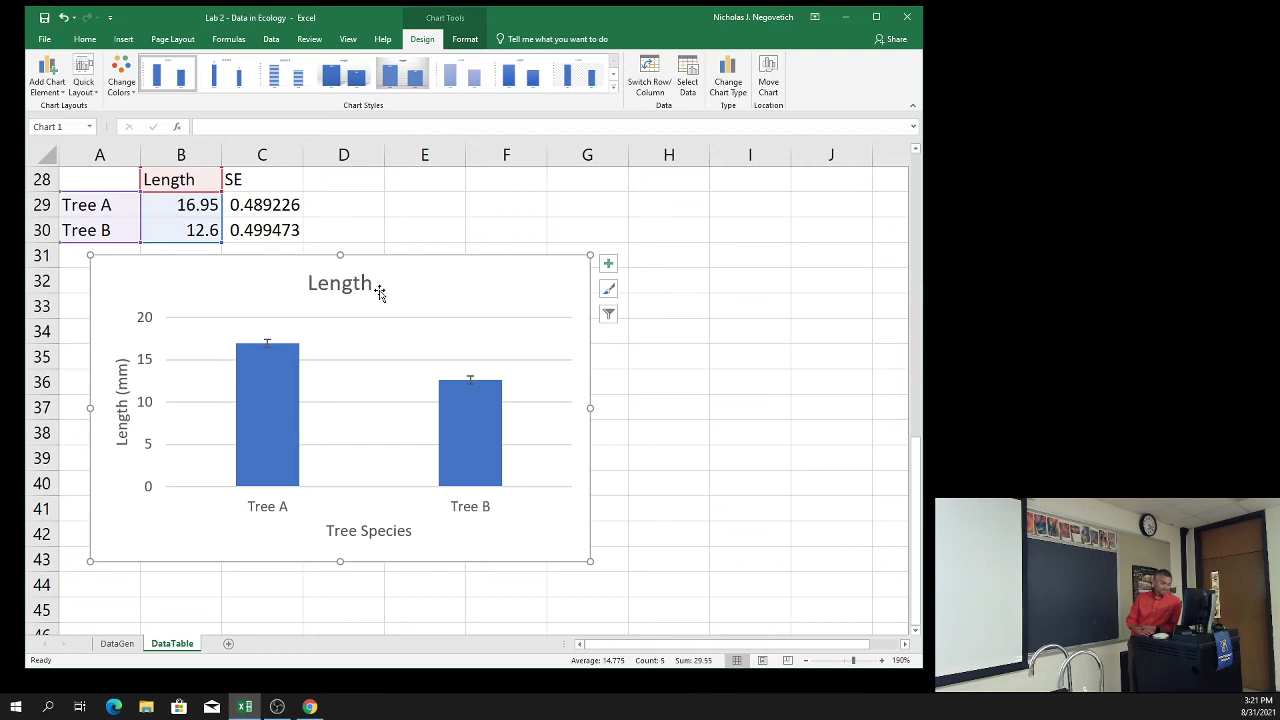 Lab 2 - Data in Ecology - Excel
Chart Tools
Nicholas J. Negovetich
File Home Insert Page Layout Formulas Data Review View Help Design Format Tell me what you want to do Share
Add Chart Element Quick Layout Change Colors Switch Row/ Column Select Data Change Chart Type Move Chart
Chart Layouts Chart Styles Data Type Location
Chart 1 fx
A B C D E F G H I J
28 Length SE
29 Tree A 16.95 0.489226
30 Tree B 12.6 0.499473
31
32
33
34
35
36
37
38
39
40
41
42
43
44
45
46
Length
20
15
10
5
0
Length (mm)
Tree A Tree B
Tree Species
DataGen DataTable
Ready Average: 14.775 Count: 5 Sum: 29.55 190%
3:21 PM
8/31/2021